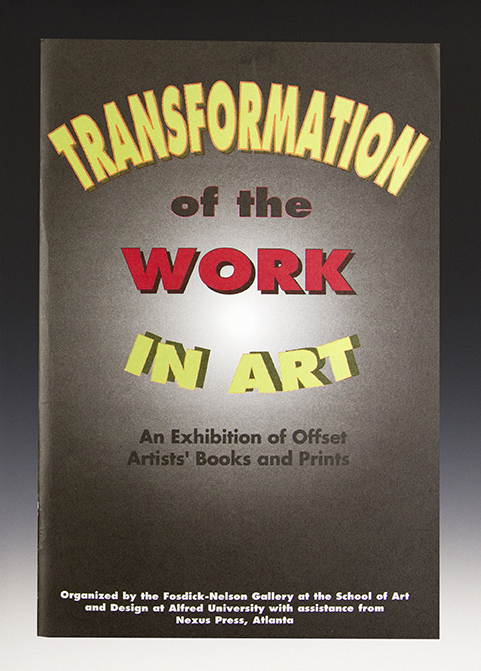 TRANSFORMATION
of the
WORK
IN ART
An Exhibition of Offset
Artists' Books and Prints
Organized by the Fosdick-Nelson Gallery at the School of Art
and Design at Alfred University with assistance from
Nexus Press, Atlanta